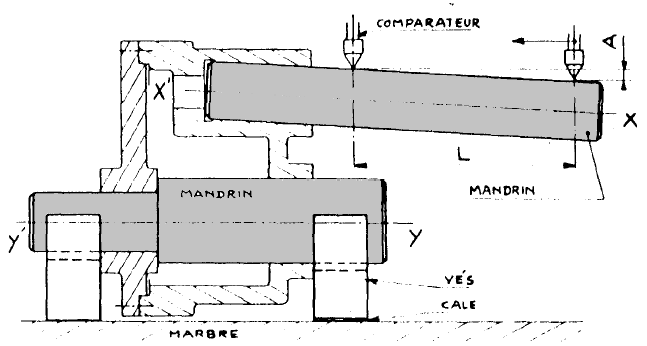 COMPARATEUR
A
X'
X
L
MANDRIN
MANDRIN
Y'
Y
VÉS
CALE
MARBRE